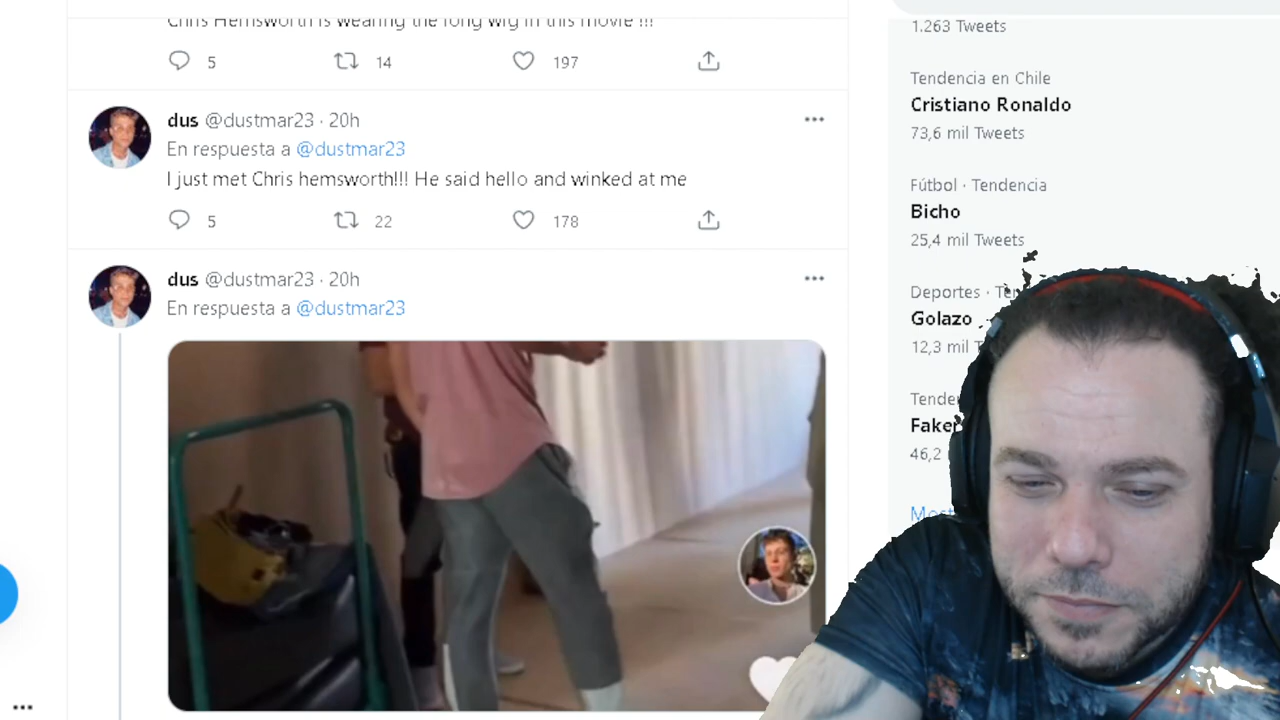 Chris Hemsworth is wearing the long wig in this movie !!!
5 14 197
dus @dustmar23 · 20h
En respuesta a @dustmar23
I just met Chris hemsworth!!! He said hello and winked at me
5 22 178
dus @dustmar23 · 20h
En respuesta a @dustmar23
1.263 Tweets
Tendencia en Chile
Cristiano Ronaldo
73,6 mil Tweets
Fútbol · Tendencia
Bicho
25,4 mil Tweets
Deportes ·
Golazo
12,3 mil
Faker
46,2